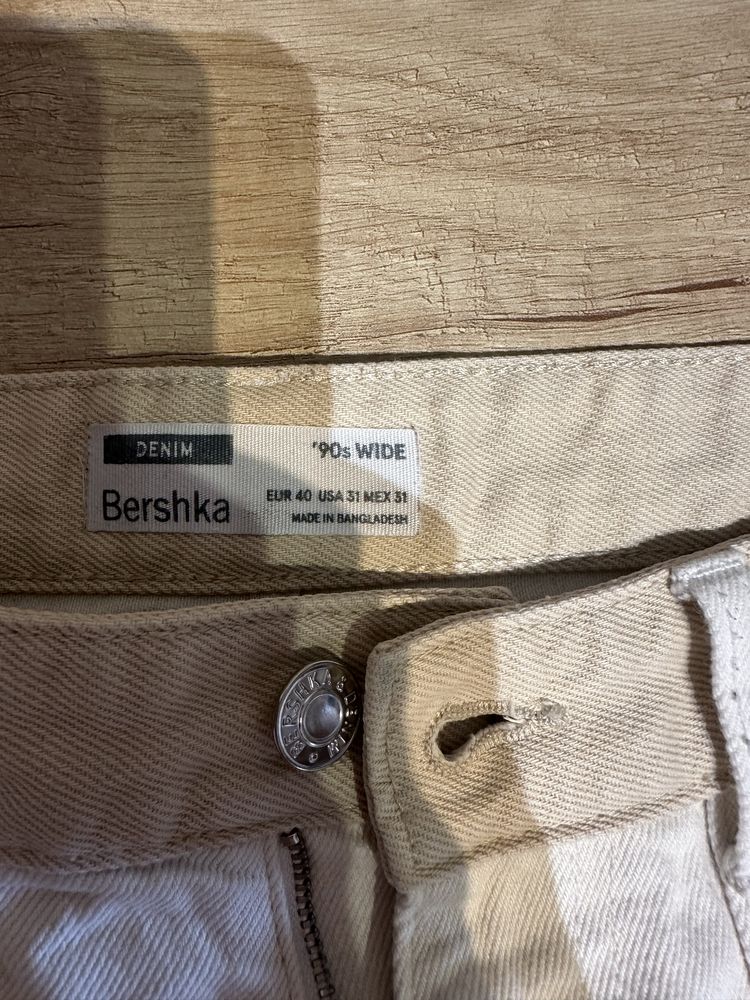 DENIM
'90s WIDE
Bershka
EUR 40 USA 31 MEX 31
MADE IN BANGLADESH
BERSHKA & DENIM